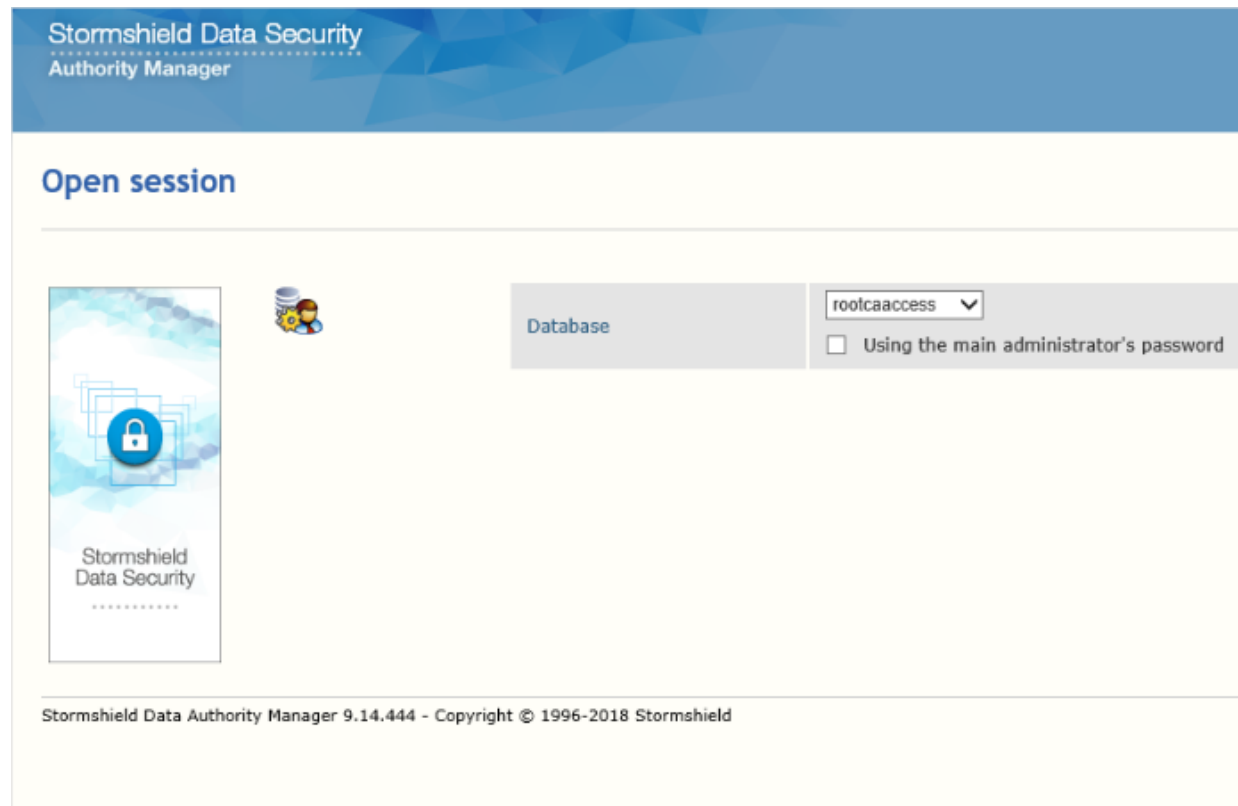 Stormshield Data Security
Authority Manager
Open session
Database
rootcaaccess
Using the main administrator's password
Stormshield
Data Security
Stormshield Data Authority Manager 9.14.444 - Copyright © 1996-2018 Stormshield